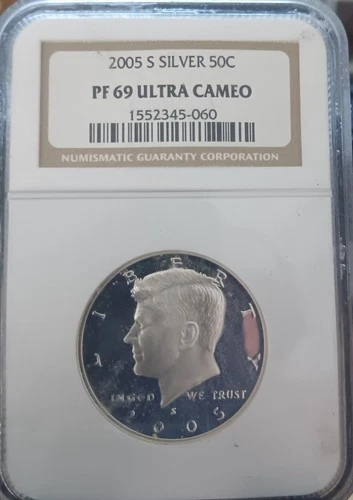 2005 S SILVER 50C
PF 69 ULTRA CAMEO
1552345-060
NUMISMATIC GUARANTY CORPORATION
LIBERTY
IN GOD WE TRUST
S
2005